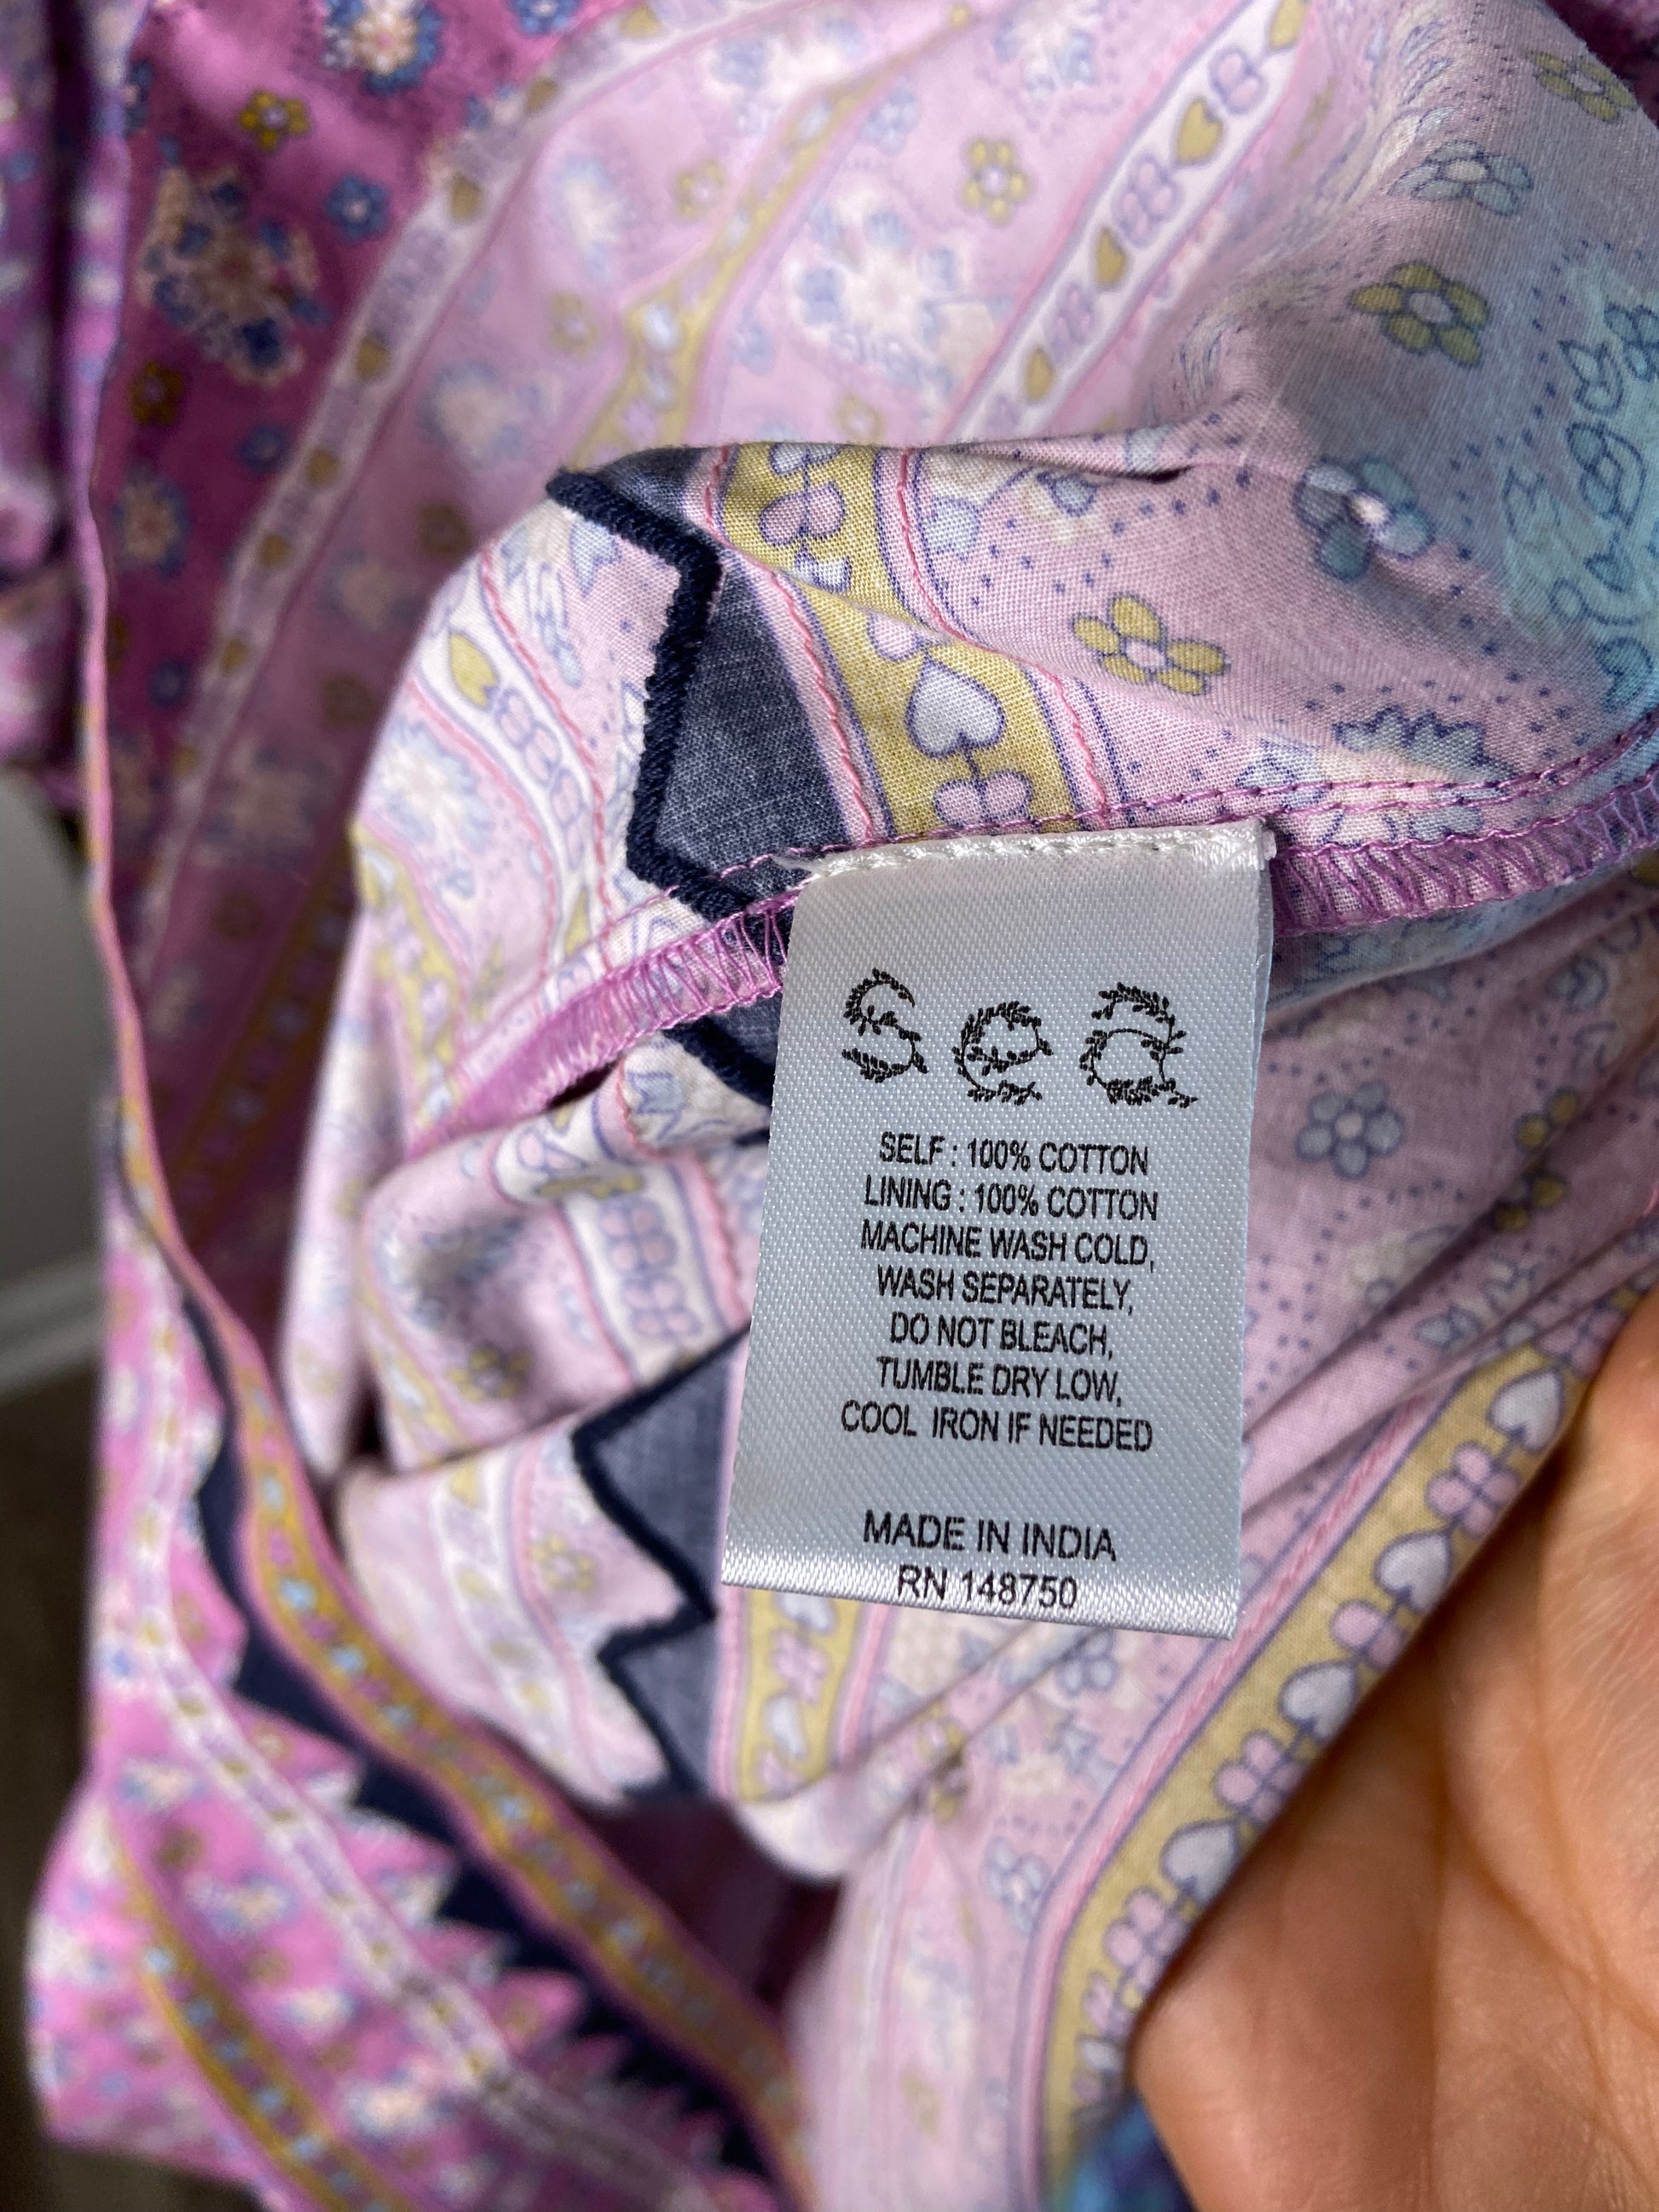 Sea
SELF : 100% COTTON
LINING : 100% COTTON
MACHINE WASH COLD,
WASH SEPARATELY,
DO NOT BLEACH,
TUMBLE DRY LOW,
COOL IRON IF NEEDED
MADE IN INDIA
RN 148750